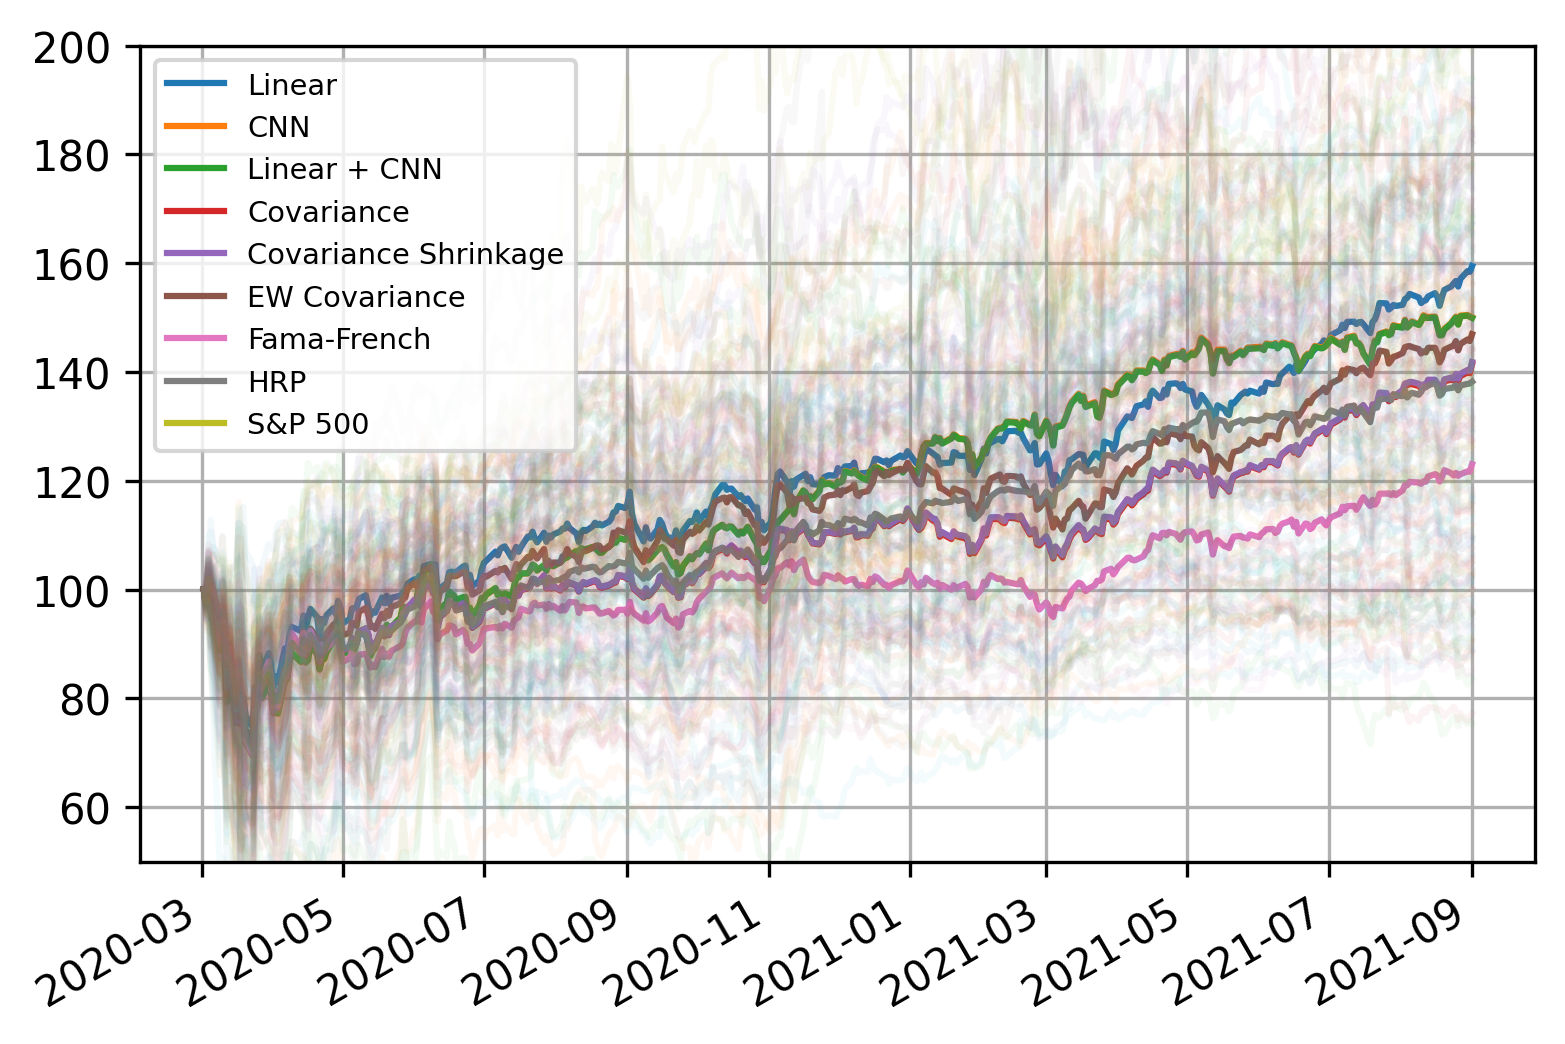 200
180
160
140
120
100
80
60
Linear
CNN
Linear + CNN
Covariance
Covariance Shrinkage
EW Covariance
Fama-French
HRP
S&P 500
2020-03
2020-05
2020-07
2020-09
2020-11
2021-01
2021-03
2021-05
2021-07
2021-09